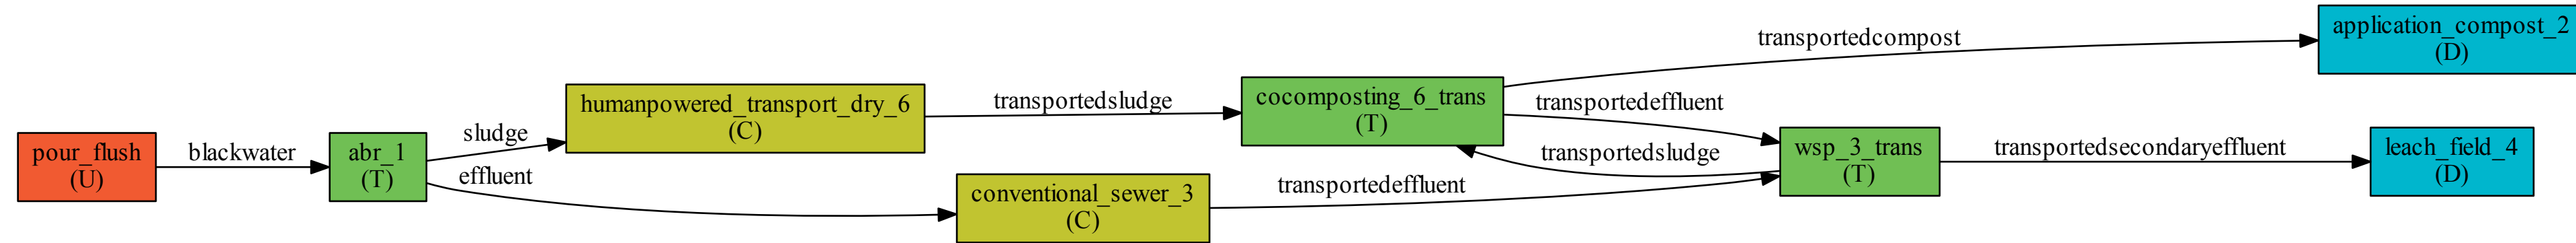 pour_flush
(U)
blackwater
abr_1
(T)
sludge
effluent
humanpowered_transport_dry_6
(C)
conventional_sewer_3
(C)
transportedsludge
transportedeffluent
cocomposting_6_trans
(T)
transportedcompost
transportedeffluent
transportedsludge
wsp_3_trans
(T)
transportedsecondaryeffluent
application_compost_2
(D)
leach_field_4
(D)